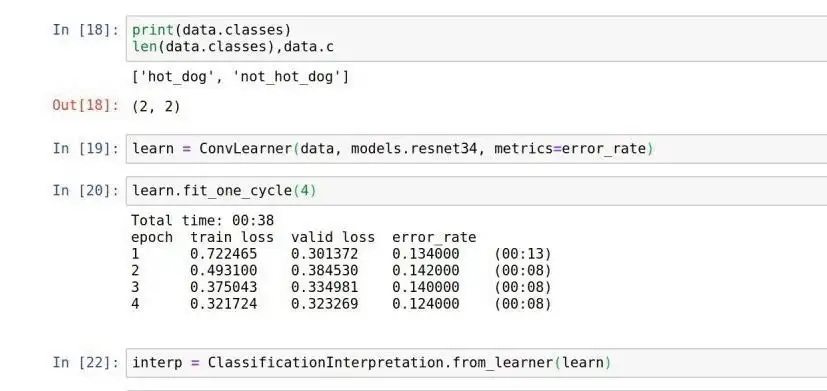 In [18]: print(data.classes)
len(data.classes),data.c
['hot_dog', 'not_hot_dog']
Out[18]: (2, 2)
In [19]: learn = ConvLearner(data, models.resnet34, metrics=error_rate)
In [20]: learn.fit_one_cycle(4)
Total time: 00:38
epoch train loss valid loss error_rate
1 0.722465 0.301372 0.134000 (00:13)
2 0.493100 0.384530 0.142000 (00:08)
3 0.375043 0.334981 0.140000 (00:08)
4 0.321724 0.323269 0.124000 (00:08)
In [22]: interp = ClassificationInterpretation.from_learner(learn)